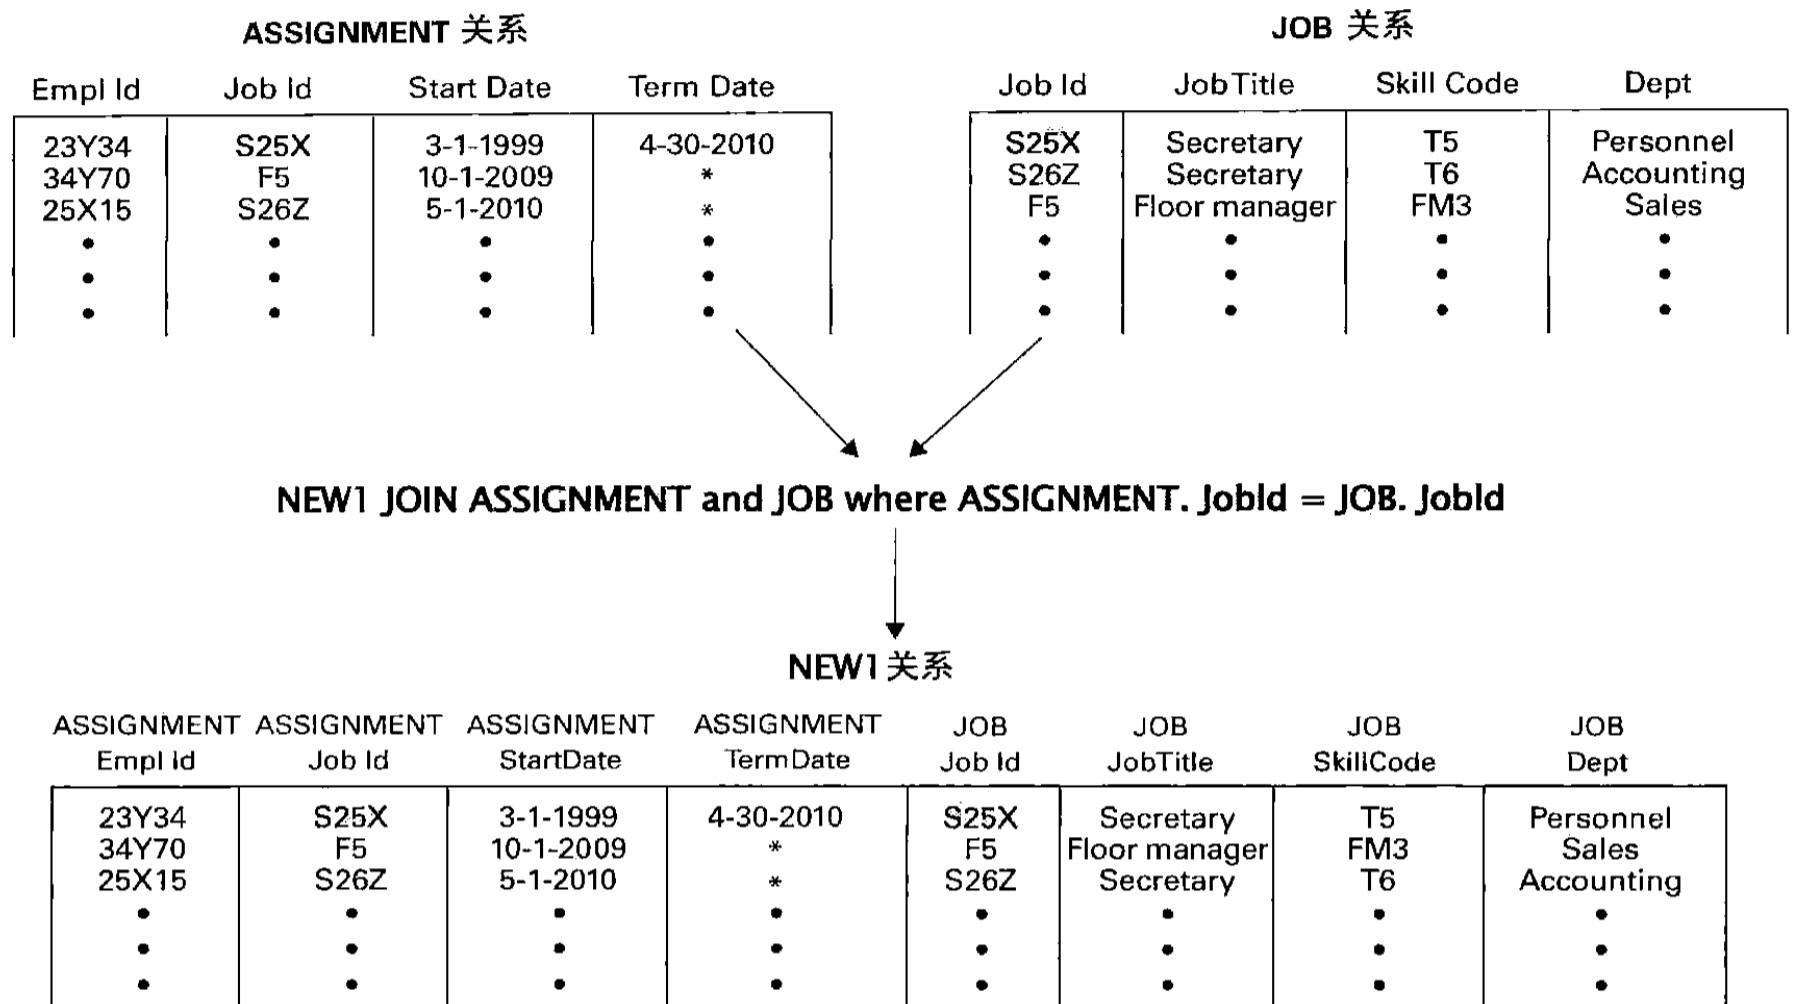 ASSIGNMENT 关系
Empl Id Job Id Start Date Term Date
23Y34 S25X 3-1-1999 4-30-2010
34Y70 F5 10-1-2009 *
25X15 S26Z 5-1-2010 *
JOB 关系
Job Id JobTitle Skill Code Dept
S25X Secretary T5 Personnel
S26Z Secretary T6 Accounting
F5 Floor manager FM3 Sales
NEW1 JOIN ASSIGNMENT and JOB where ASSIGNMENT. JobId = JOB. JobId
NEW1 关系
ASSIGNMENT ASSIGNMENT ASSIGNMENT ASSIGNMENT JOB JOB JOB JOB
Empl Id Job Id StartDate TermDate Job Id JobTitle SkillCode Dept
23Y34 S25X 3-1-1999 4-30-2010 S25X Secretary T5 Personnel
34Y70 F5 10-1-2009 * F5 Floor manager FM3 Sales
25X15 S26Z 5-1-2010 * S26Z Secretary T6 Accounting